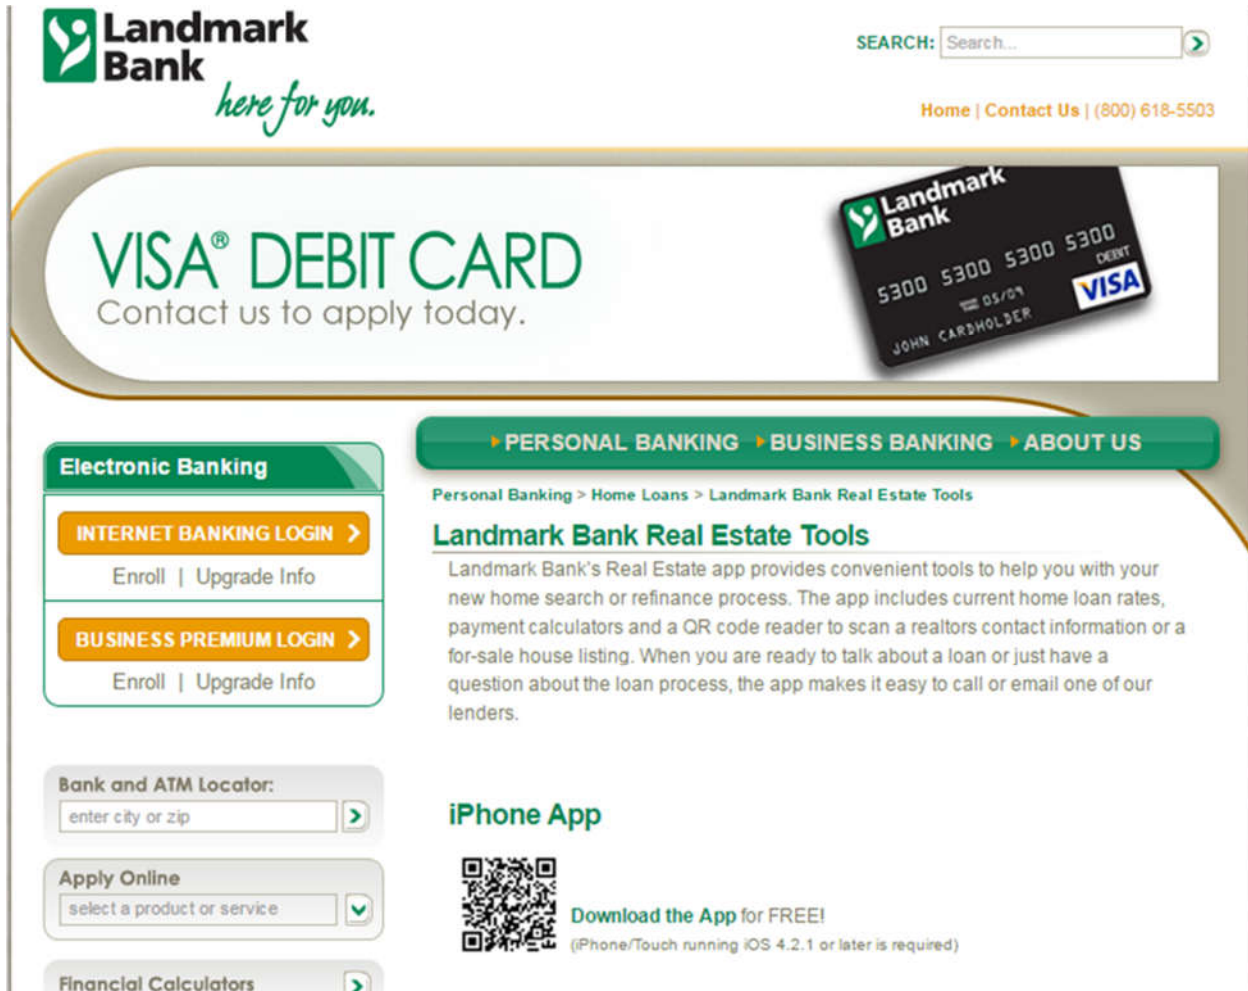 Landmark
Bank
here for you.
SEARCH: Search...
Home | Contact Us | (800) 618-5503
VISA® DEBIT CARD
Contact us to apply today.
Landmark
Bank
5300 5300 5300 5300
DEBIT
05/09
VISA
JOHN CARDHOLDER
PERSONAL BANKING BUSINESS BANKING ABOUT US
Electronic Banking
INTERNET BANKING LOGIN
Enroll | Upgrade Info
BUSINESS PREMIUM LOGIN
Enroll | Upgrade Info
Bank and ATM Locator:
enter city or zip
Apply Online
select a product or service
Financial Calculators
Personal Banking > Home Loans > Landmark Bank Real Estate Tools
Landmark Bank Real Estate Tools
Landmark Bank's Real Estate app provides convenient tools to help you with your
new home search or refinance process. The app includes current home loan rates,
payment calculators and a QR code reader to scan a realtors contact information or a
for-sale house listing. When you are ready to talk about a loan or just have a
question about the loan process, the app makes it easy to call or email one of our
lenders.
iPhone App
Download the App for FREE!
(iPhone/Touch running iOS 4.2.1 or later is required)